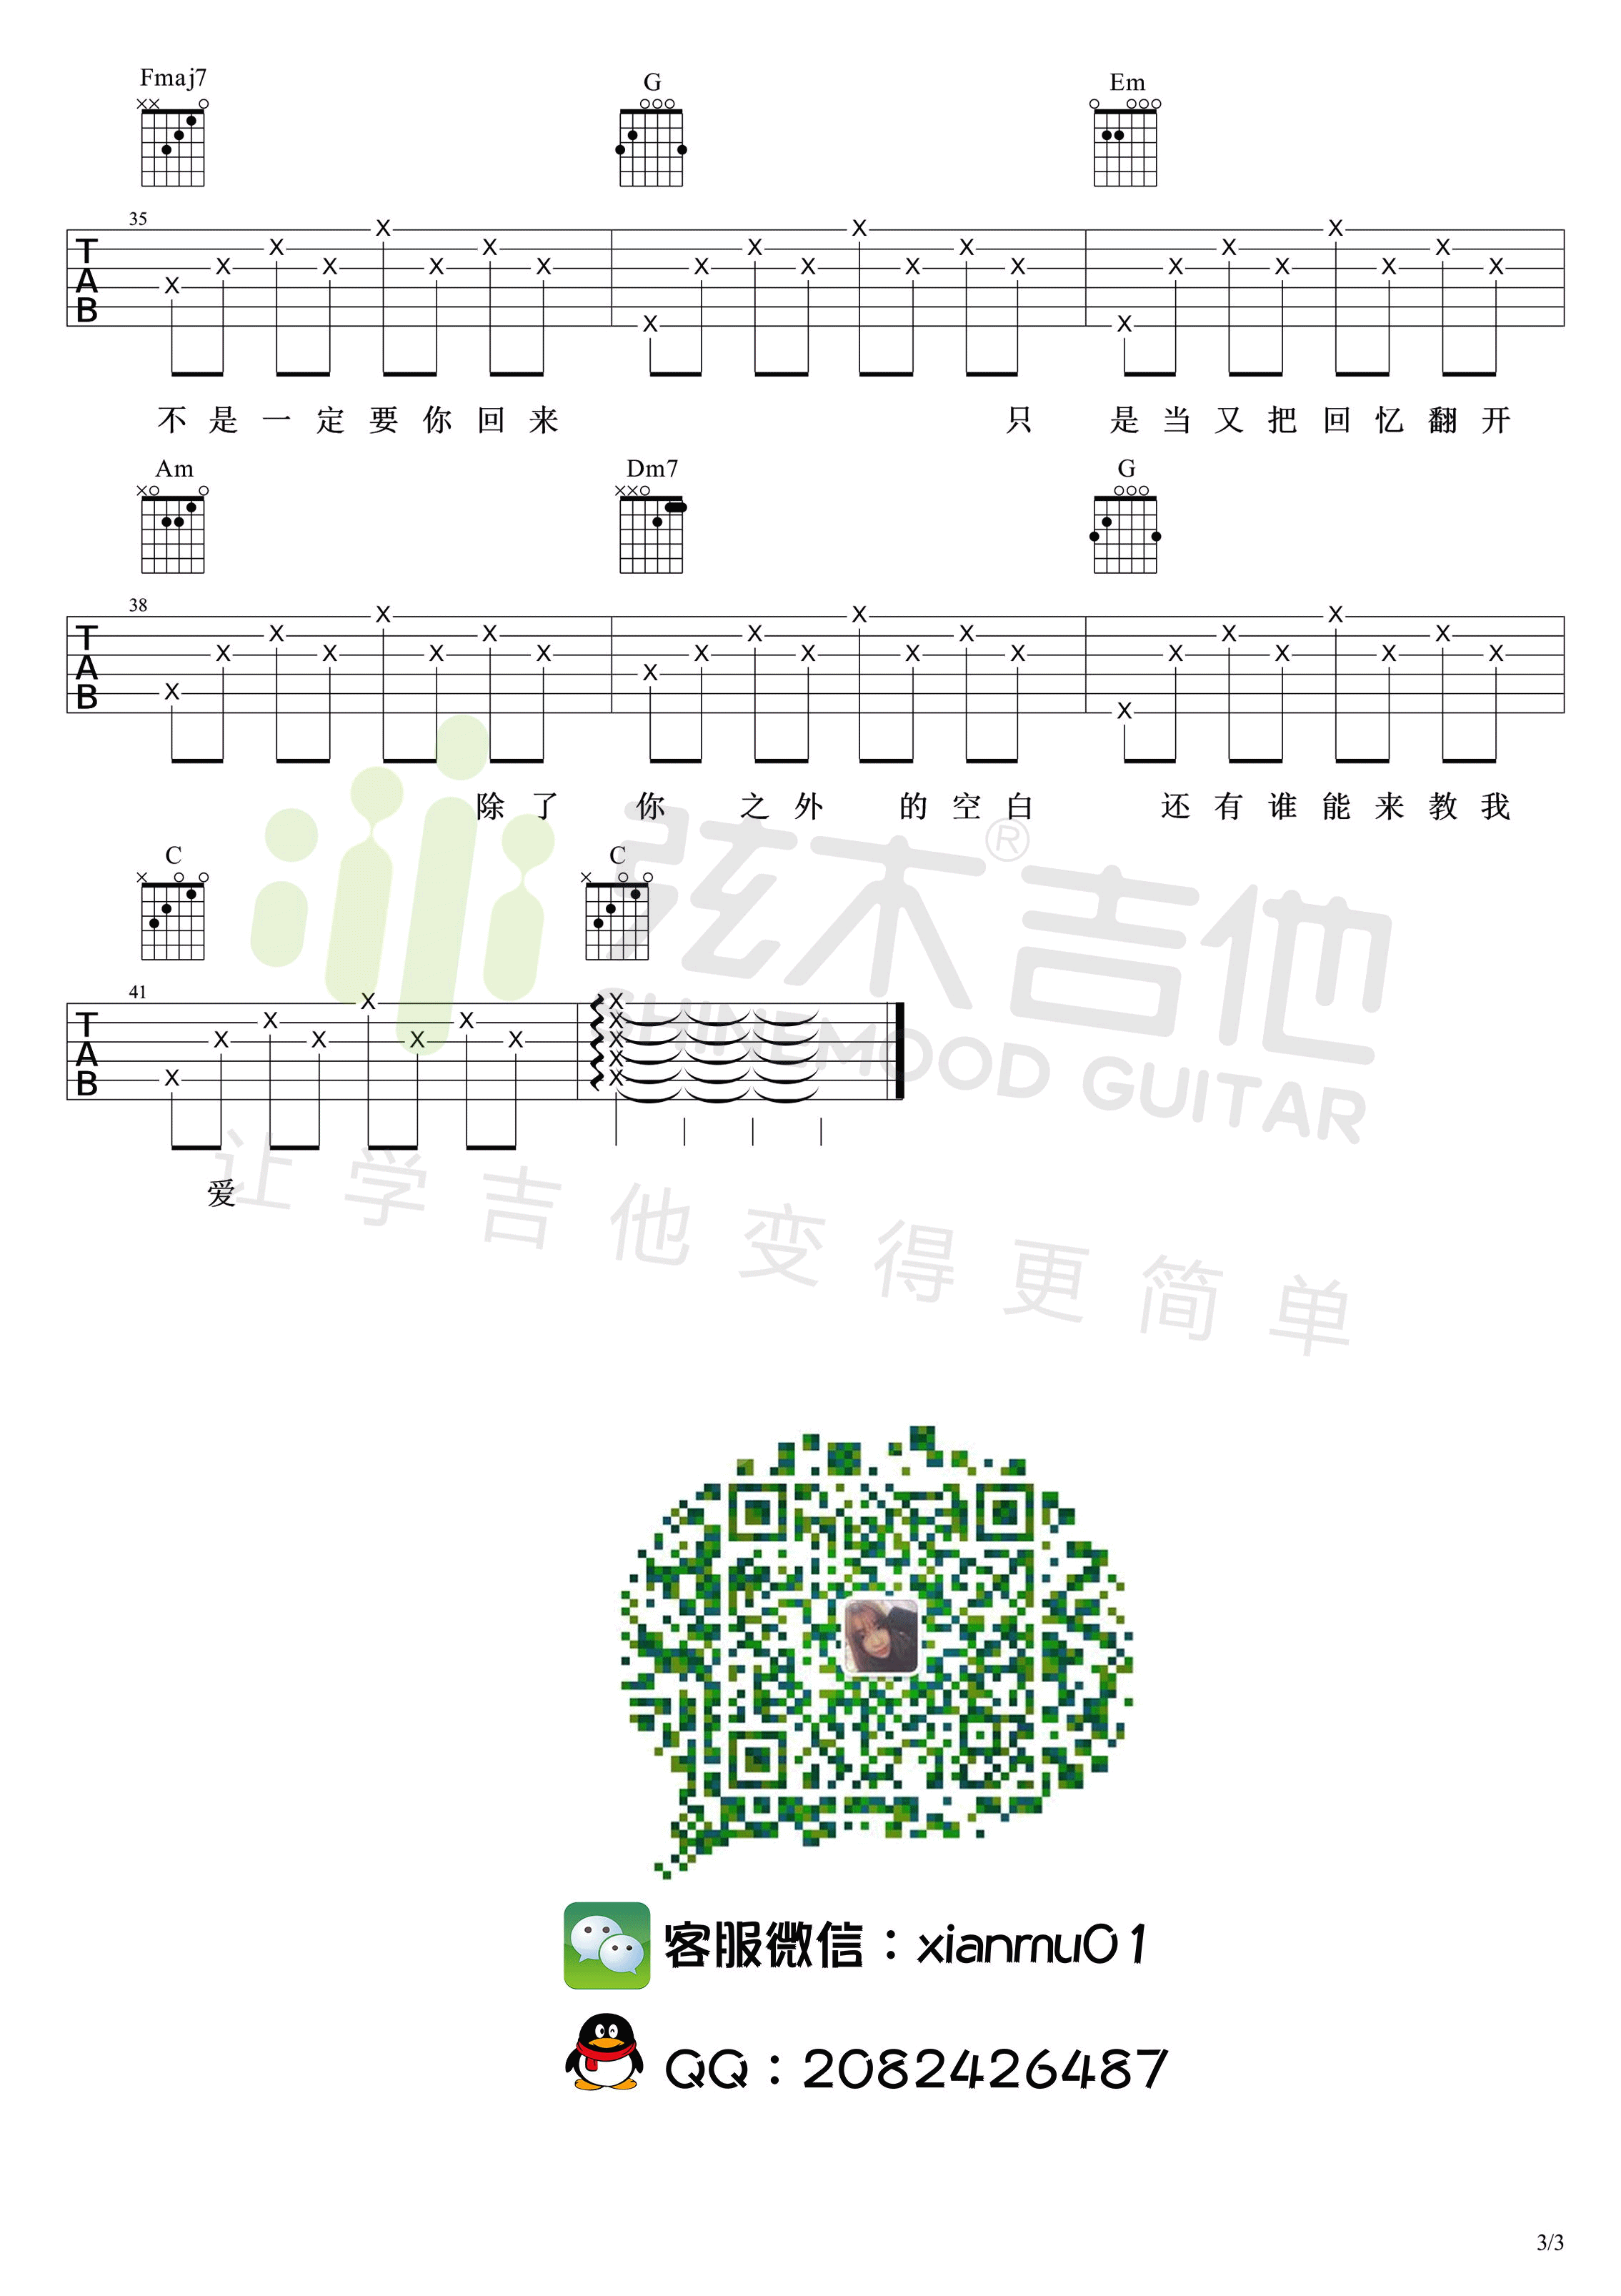 Fmaj7 G Em
35
TAB
不是一定要你回来 只是当又把回忆翻开
Am Dm7 G
38
TAB
除了你之外的空白 还有谁能来教我
C C
41
TAB
爱
弦木吉他®
SHINEMOOD GUITAR
让学吉他变得更简单
客服微信：xianmu01
QQ：2082426487
3/3